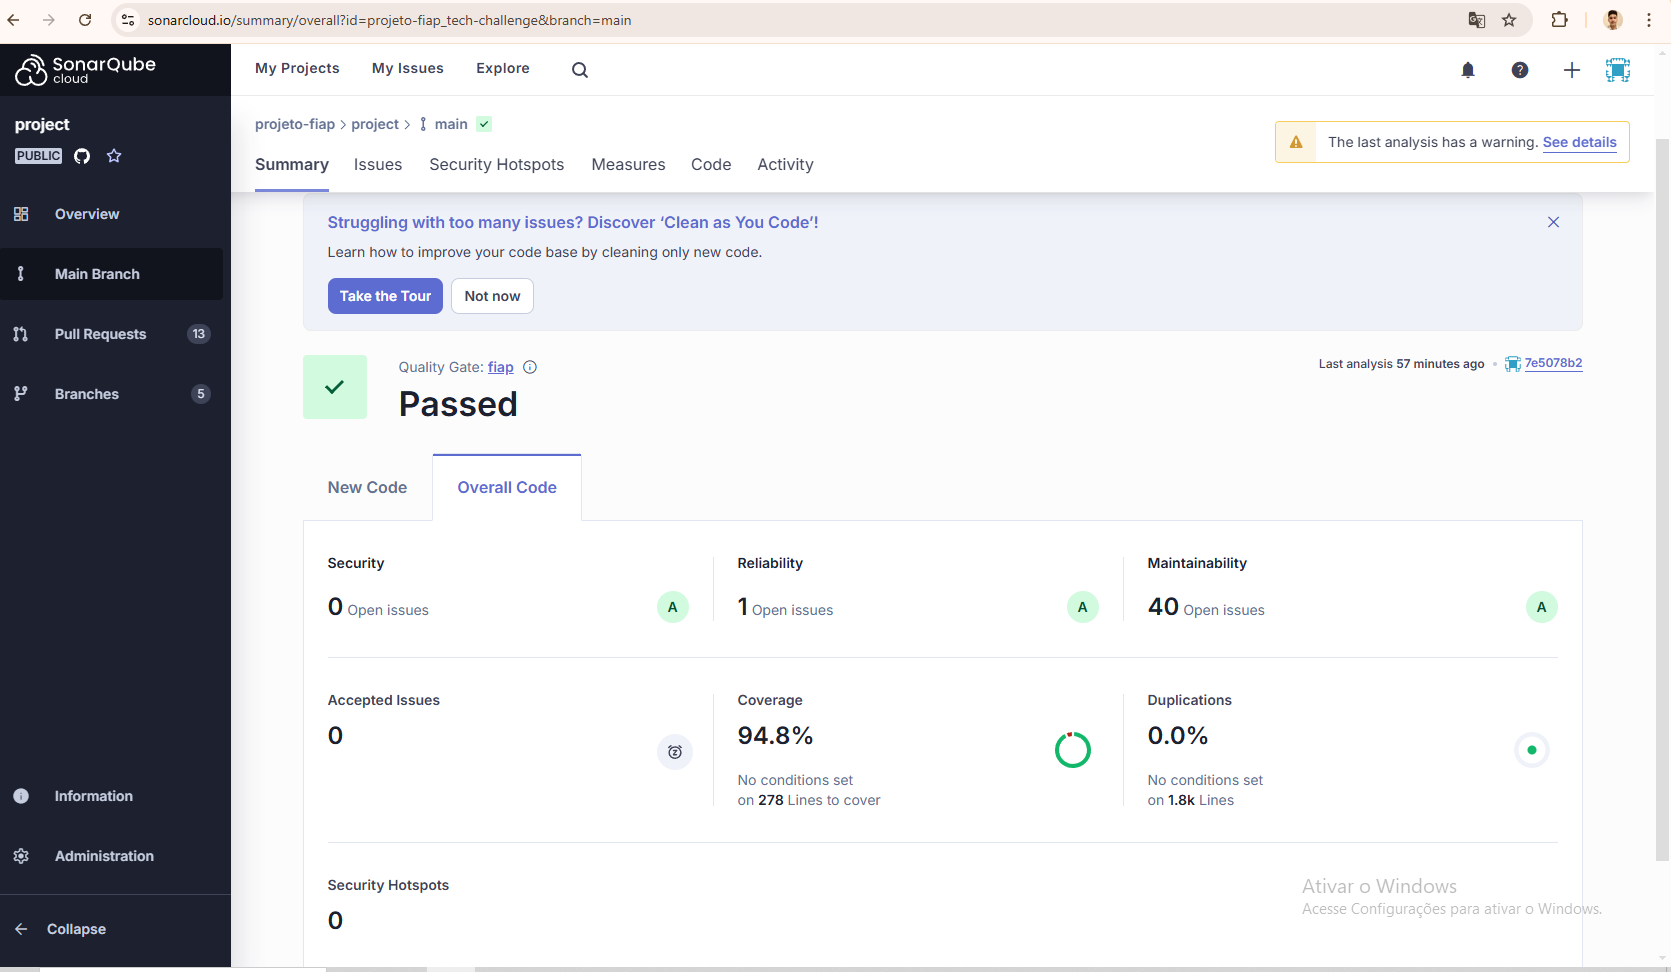 sonarcloud.io/summary/overall?id=projeto-fiap_tech-challenge&branch=main
SonarQube
cloud
My Projects
My Issues
Explore
project
PUBLIC
Overview
Main Branch
Pull Requests
13
Branches
5
Information
Administration
Collapse
projeto-fiap
project
main
The last analysis has a warning. See details
Summary
Issues
Security Hotspots
Measures
Code
Activity
Struggling with too many issues? Discover ‘Clean as You Code’!
Learn how to improve your code base by cleaning only new code.
Take the Tour
Not now
Quality Gate: fiap
Passed
Last analysis 57 minutes ago • 7e5078b2
New Code
Overall Code
Security
0 Open issues
A
Reliability
1 Open issues
A
Maintainability
40 Open issues
A
Accepted Issues
0
Coverage
94.8%
No conditions set
on 278 Lines to cover
Duplications
0.0%
No conditions set
on 1.8k Lines
Security Hotspots
0
Ativar o Windows
Acesse Configurações para ativar o Windows.